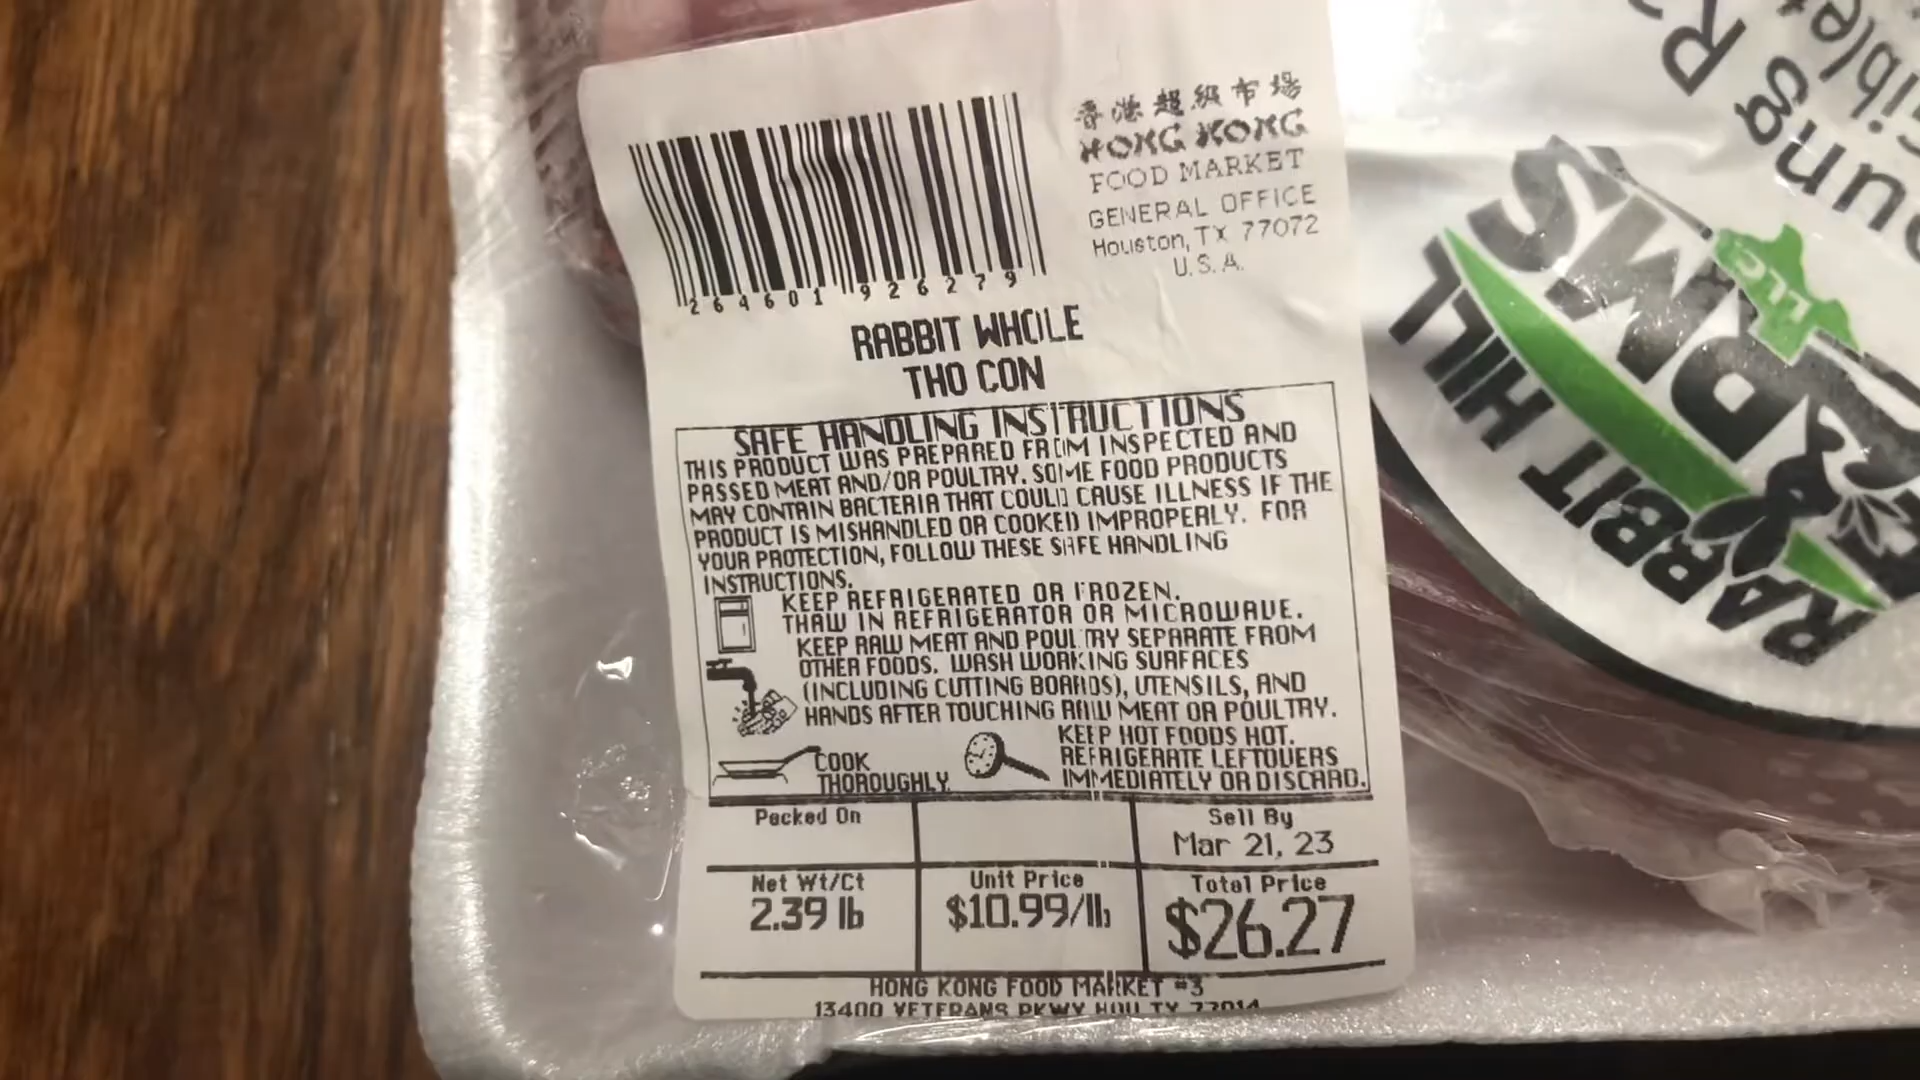 香港超級市場
HONG KONG
FOOD MARKET
GENERAL OFFICE
Houston, TX 77072
U.S.A.
264601 926279
RABBIT WHOLE
THO CON
SAFE HANDLING INSTRUCTIONS
THIS PRODUCT WAS PREPARED FROM INSPECTED AND
PASSED MEAT AND/OR POULTRY. SOME FOOD PRODUCTS
MAY CONTAIN BACTERIA THAT COULD CAUSE ILLNESS IF THE
PRODUCT IS MISHANDLED OR COOKED IMPROPERLY. FOR
YOUR PROTECTION, FOLLOW THESE SAFE HANDLING
INSTRUCTIONS.
KEEP REFRIGERATED OR FROZEN.
THAW IN REFRIGERATOR OR MICROWAVE.
KEEP RAW MEAT AND POULTRY SEPARATE FROM
OTHER FOODS. WASH WORKING SURFACES
(INCLUDING CUTTING BOARDS), UTENSILS, AND
HANDS AFTER TOUCHING RAW MEAT OR POULTRY.
COOK
THOROUGHLY.
KEEP HOT FOODS HOT.
REFRIGERATE LEFTOVERS
IMMEDIATELY OR DISCARD.
Packed On
Sell By
Mar 21, 23
Net Wt/Ct
2.39 lb
Unit Price
$10.99/lb
Total Price
$26.27
HONG KONG FOOD MARKET #3
13400 VETERANS PKWY HOU TX 77014
RABBIT HILL
FARMS